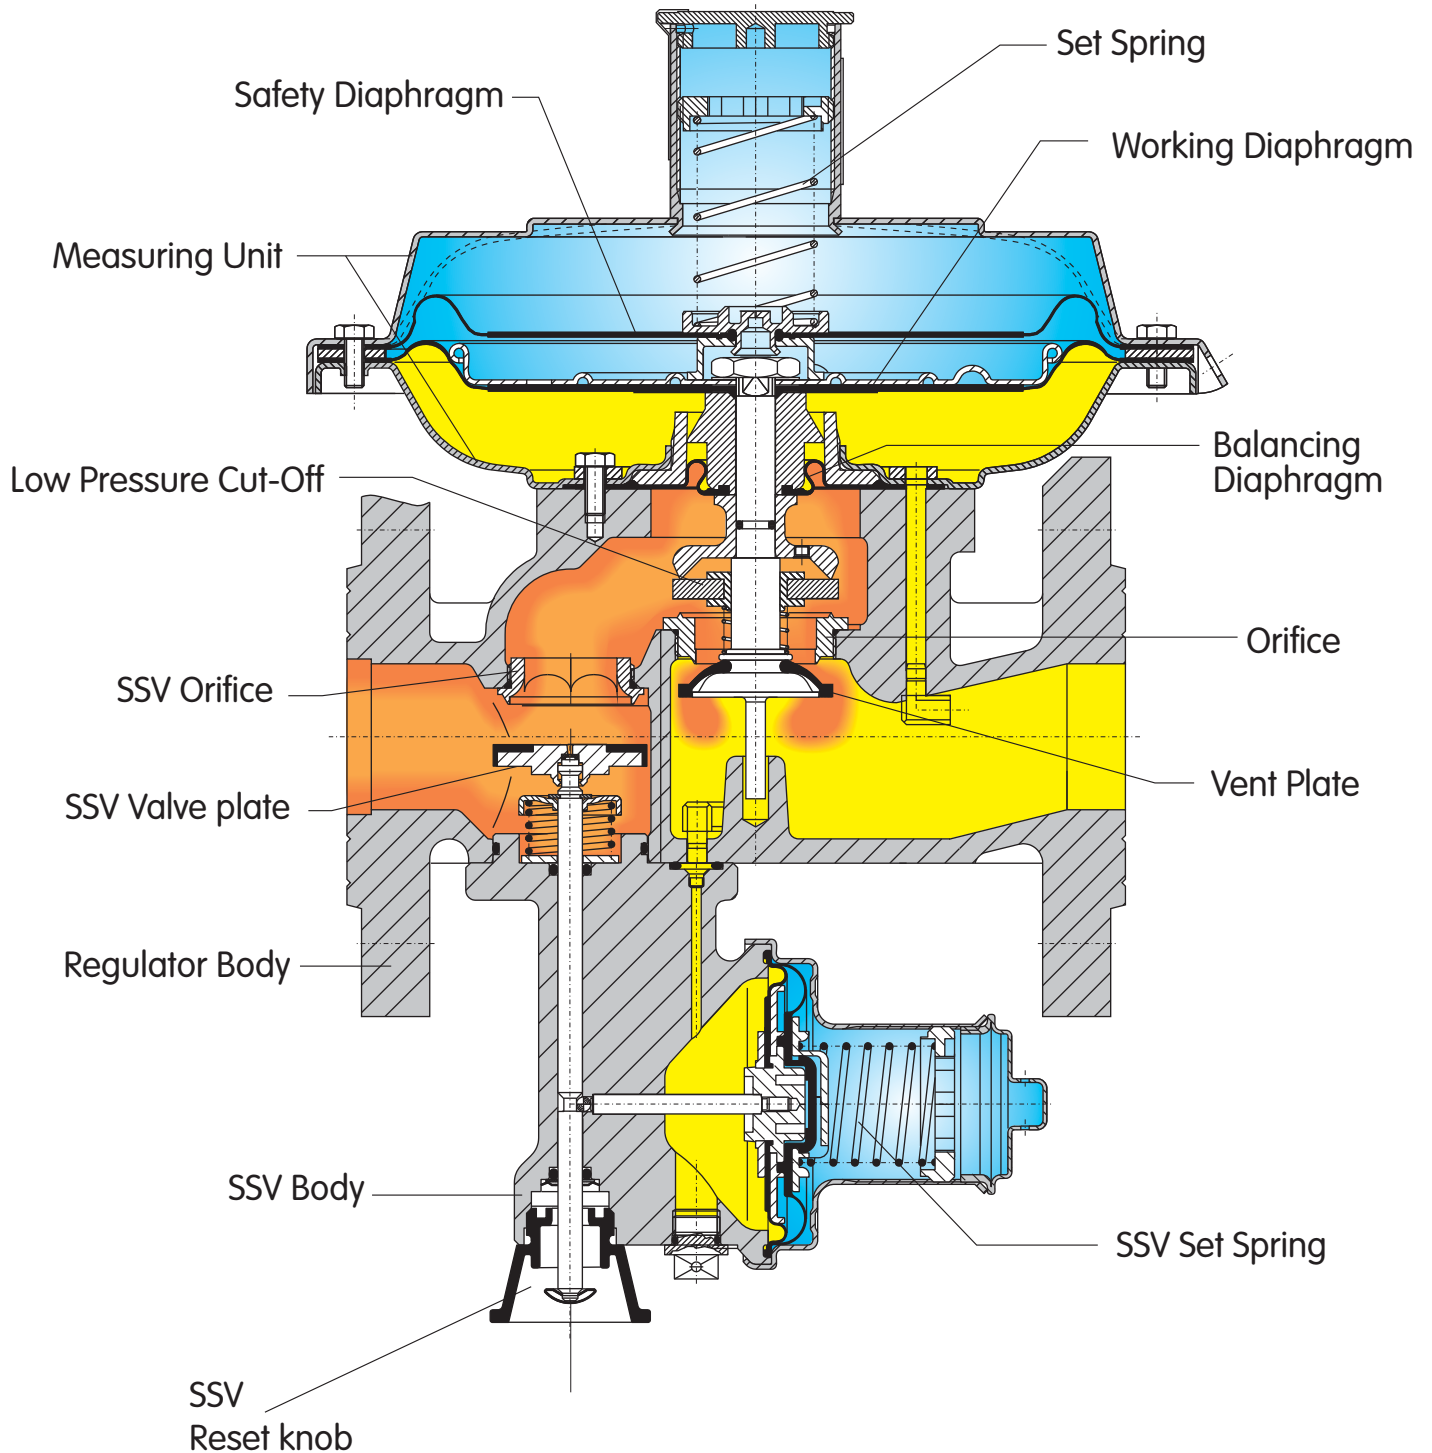 Set Spring
Safety Diaphragm
Working Diaphragm
Measuring Unit
Balancing
Diaphragm
Low Pressure Cut-Off
Orifice
SSV Orifice
Vent Plate
SSV Valve plate
Regulator Body
SSV Body
SSV Set Spring
SSV
Reset knob